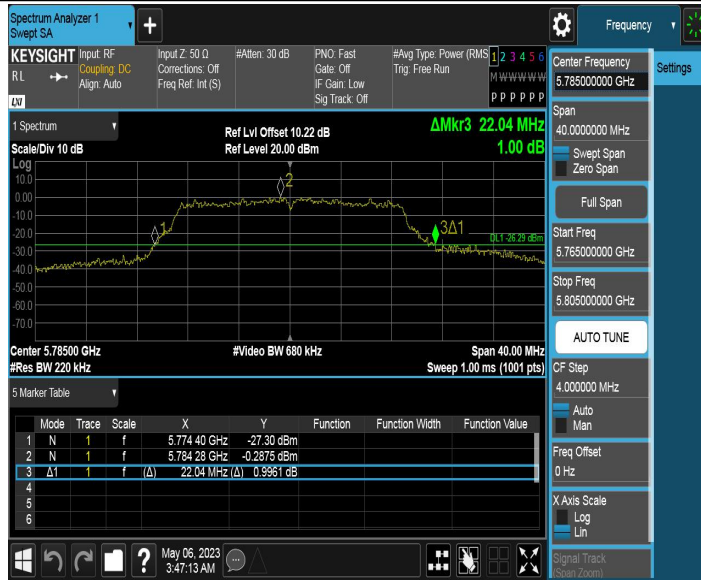 Spectrum Analyzer 1
Swept SA
Frequency
KEYSIGHT
RL
LXI
Input: RF
Coupling: DC
Align: Auto
Input Z: 50 Ω
Corrections: Off
Freq Ref: Int (S)
#Atten: 30 dB
PNO: Fast
Gate: Off
IF Gain: Low
Sig Track: Off
#Avg Type: Power (RMS
Trig: Free Run
1 2 3 4 5 6
M W W W W W
P P P P P P
Center Frequency
5.785000000 GHz
Settings
Span
40.0000000 MHz
Swept Span
Zero Span
Full Span
Start Freq
5.765000000 GHz
Stop Freq
5.805000000 GHz
AUTO TUNE
CF Step
4.000000 MHz
Auto
Man
Freq Offset
0 Hz
X Axis Scale
Log
Lin
Signal Track
(Span Zoom)
1 Spectrum
Scale/Div 10 dB
Ref Lvl Offset 10.22 dB
Ref Level 20.00 dBm
ΔMkr3 22.04 MHz
1.00 dB
Log
10.0
0.00
-10.0
-20.0
-30.0
-40.0
-50.0
-60.0
-70.0
1
2
3Δ1
DL1 -26.29 dBm
Center 5.78500 GHz
#Res BW 220 kHz
#Video BW 680 kHz
Span 40.00 MHz
Sweep 1.00 ms (1001 pts)
5 Marker Table
Mode Trace Scale X Y Function Function Width Function Value
1 N 1 f 5.774 40 GHz -27.30 dBm
2 N 1 f 5.784 28 GHz -0.2875 dBm
3 Δ1 1 f (Δ) 22.04 MHz (Δ) 0.9961 dB
4
5
6
?
May 06, 2023
3:47:13 AM